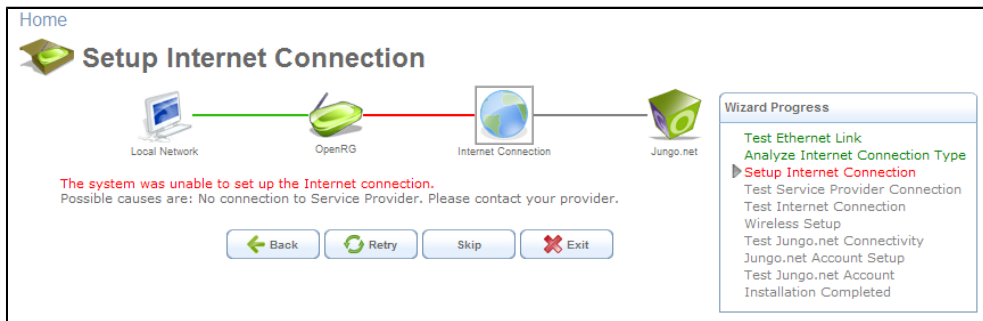 Home
Setup Internet Connection
Local Network
OpenRG
Internet Connection
Jungo.net
The system was unable to set up the Internet connection.
Possible causes are: No connection to Service Provider. Please contact your provider.
Back
Retry
Skip
Exit
Wizard Progress
Test Ethernet Link
Analyze Internet Connection Type
Setup Internet Connection
Test Service Provider Connection
Test Internet Connection
Wireless Setup
Test Jungo.net Connectivity
Jungo.net Account Setup
Test Jungo.net Account
Installation Completed